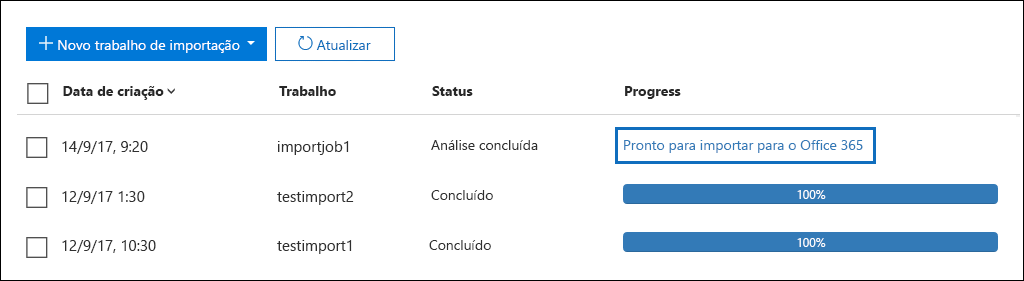 Novo trabalho de importação Atualizar
Data de criação Trabalho Status Progress
14/9/17, 9:20 importjob1 Análise concluída Pronto para importar para o Office 365
12/9/17 1:30 testimport2 Concluído 100%
12/9/17, 10:30 testimport1 Concluído 100%